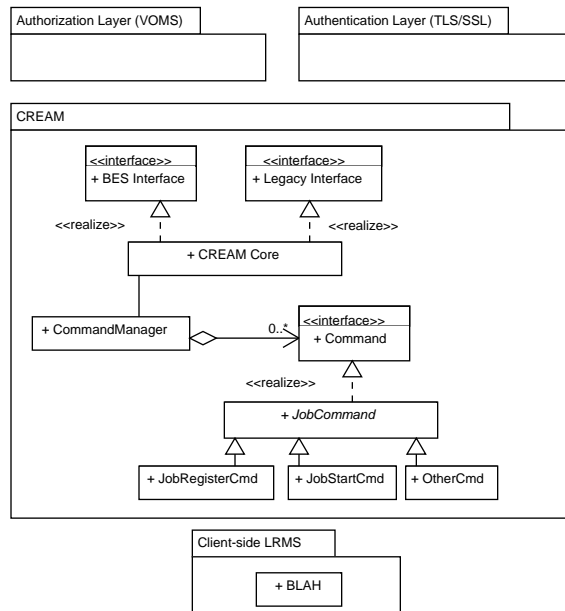 Authorization Layer (VOMS)
Authentication Layer (TLS/SSL)
CREAM
<<interface>>
+ BES Interface
<<interface>>
+ Legacy Interface
<<realize>>
<<realize>>
+ CREAM Core
+ CommandManager
0..*
<<interface>>
+ Command
<<realize>>
+ JobCommand
+ JobRegisterCmd
+ JobStartCmd
+ OtherCmd
Client-side LRMS
+ BLAH